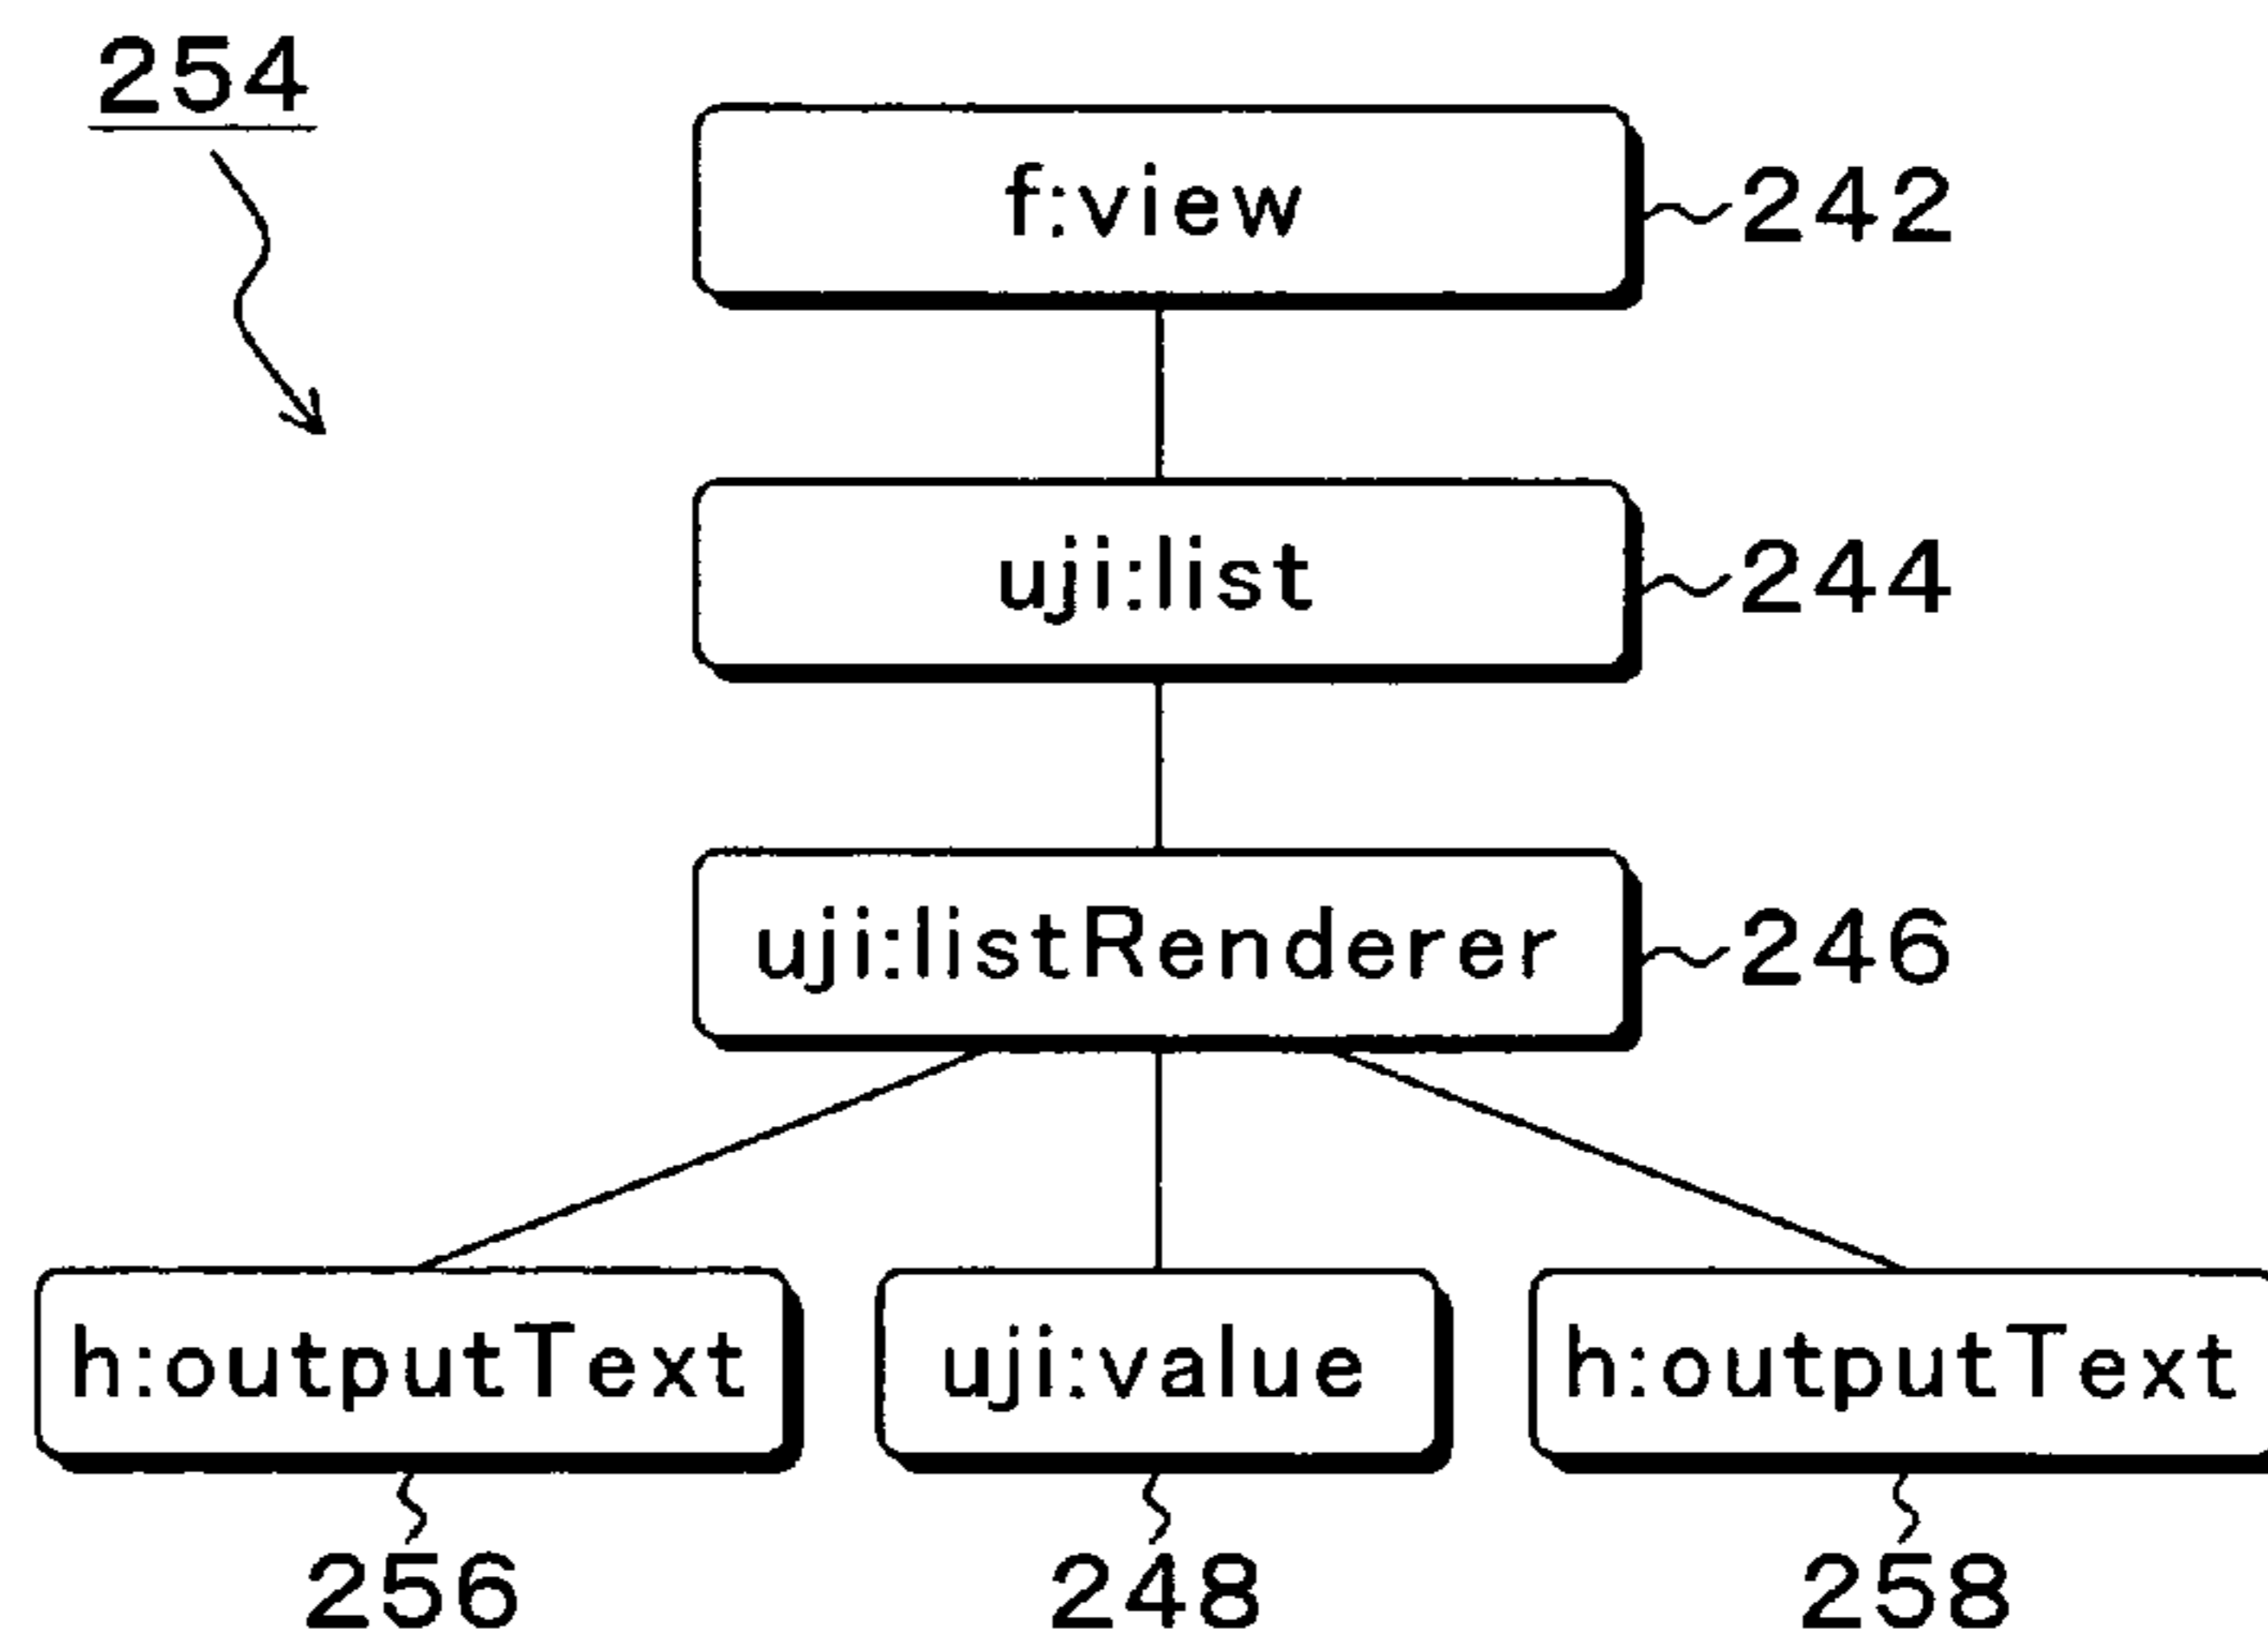 254
f:view
242
uji:list
244
uji:listRenderer
246
h:outputText
uji:value
h:outputText
256
248
258